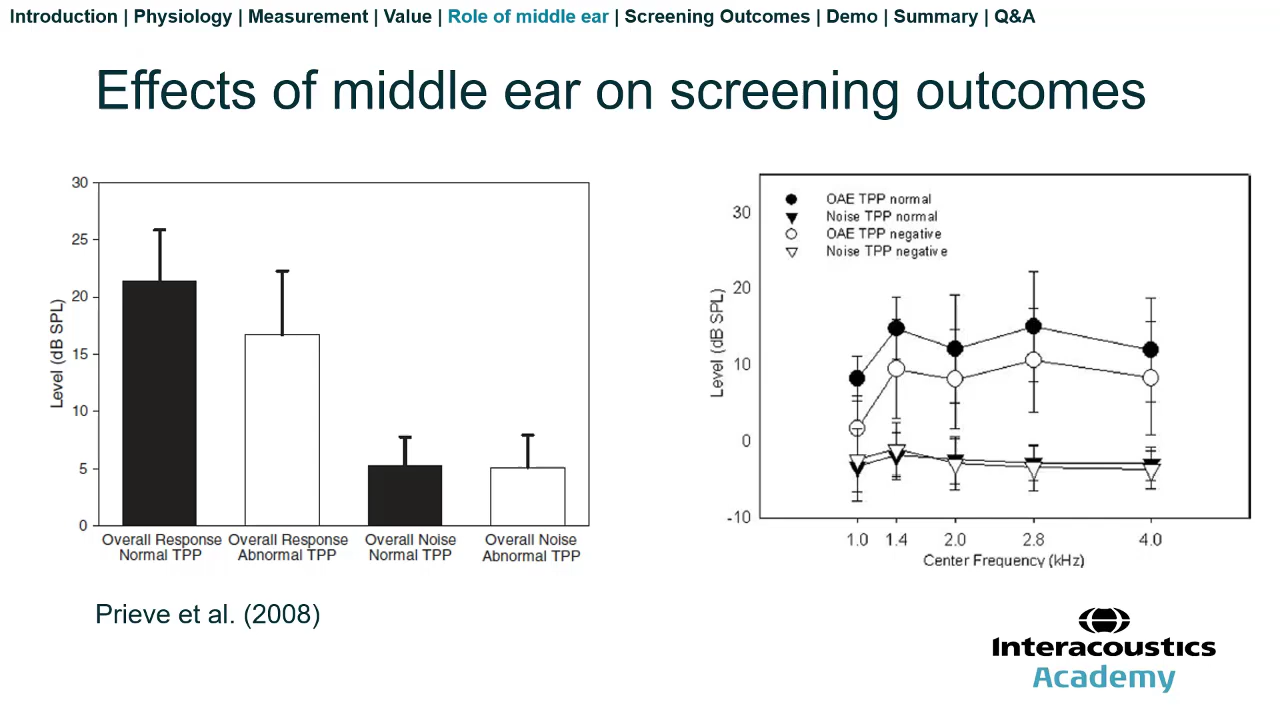 Introduction | Physiology | Measurement | Value | Role of middle ear | Screening Outcomes | Demo | Summary | Q&A
Effects of middle ear on screening outcomes
30
25
20
15
10
5
0
Level (dB SPL)
Overall Response Normal TPP
Overall Response Abnormal TPP
Overall Noise Normal TPP
Overall Noise Abnormal TPP
OAE TPP normal
Noise TPP normal
OAE TPP negative
Noise TPP negative
30
20
10
0
-10
Level (dB SPL)
1.0 1.4 2.0 2.8 4.0
Center Frequency (kHz)
Prieve et al. (2008)
Interacoustics
Academy